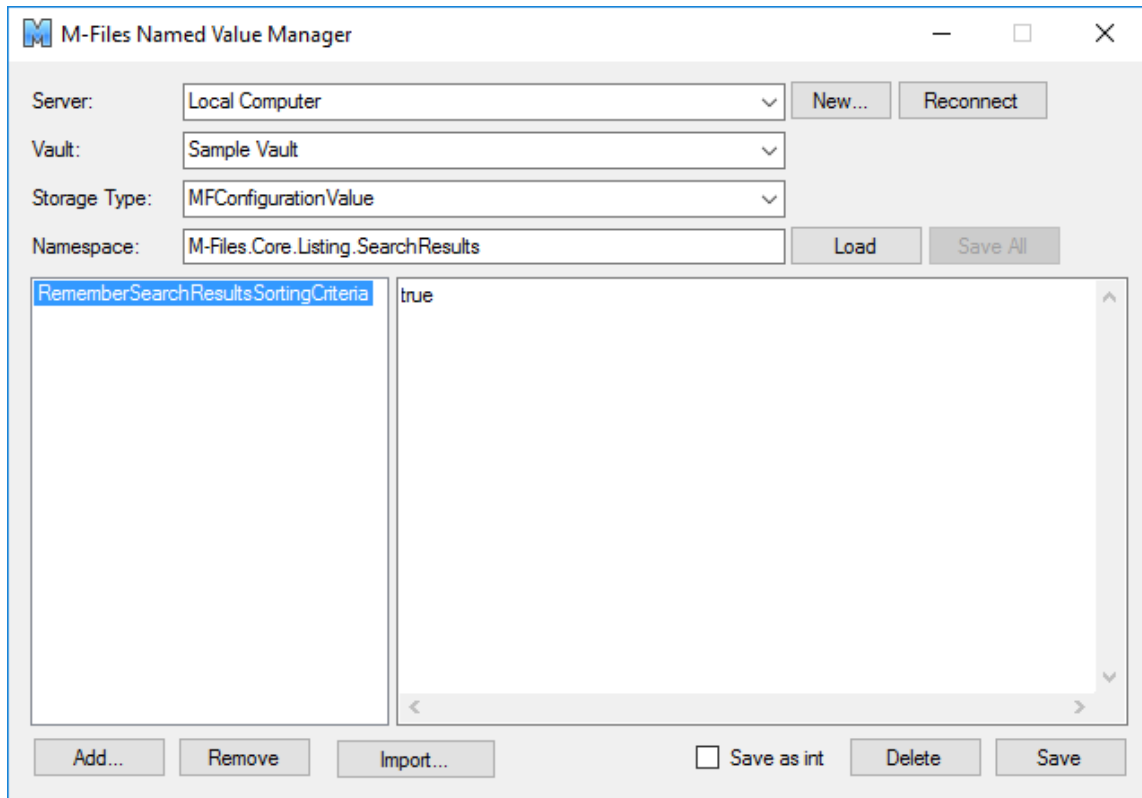 M-Files Named Value Manager
Server: Local Computer New... Reconnect
Vault: Sample Vault
Storage Type: MFConfigurationValue
Namespace: M-Files.Core.Listing.SearchResults Load Save All
RememberSearchResultsSortingCriteria true
Add... Remove Import... Save as int Delete Save